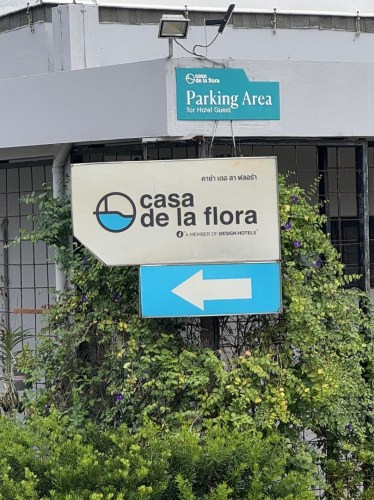 casa
de la flora
Parking Area
for Hotel Guest
คาซ่า เดอ ลา ฟลอร่า
casa
de la flora
A MEMBER OF DESIGN HOTELS™